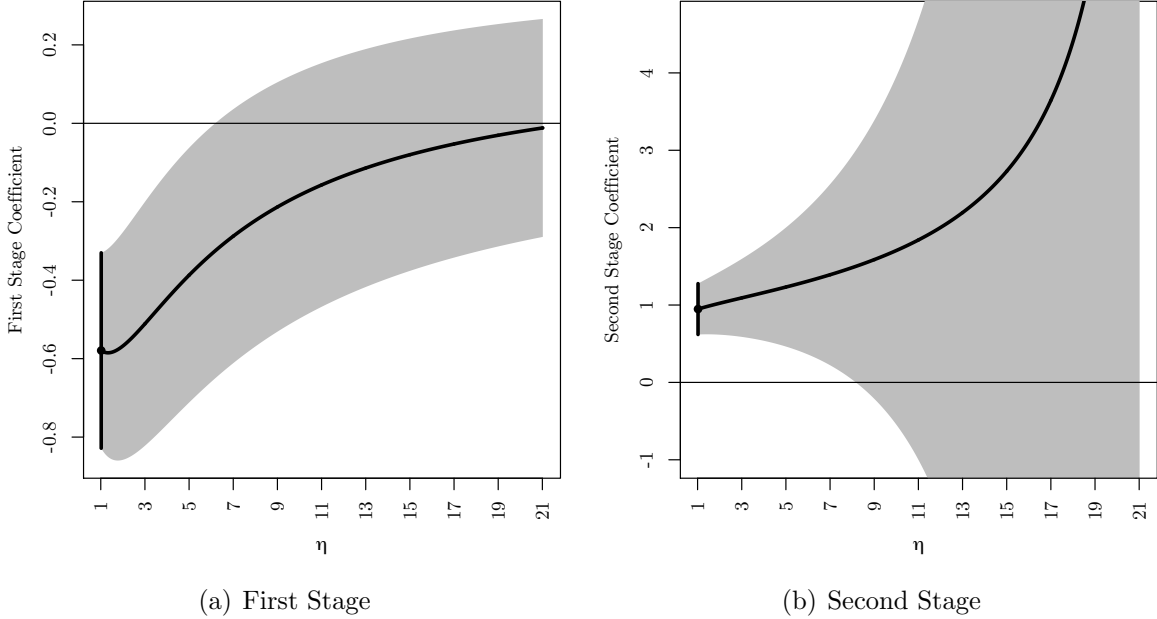 First Stage Coefficient
0.2
0.0
-0.2
-0.4
-0.6
-0.8
1 3 5 7 9 11 13 15 17 19 21
η
(a) First Stage
Second Stage Coefficient
4
3
2
1
0
-1
1 3 5 7 9 11 13 15 17 19 21
η
(b) Second Stage